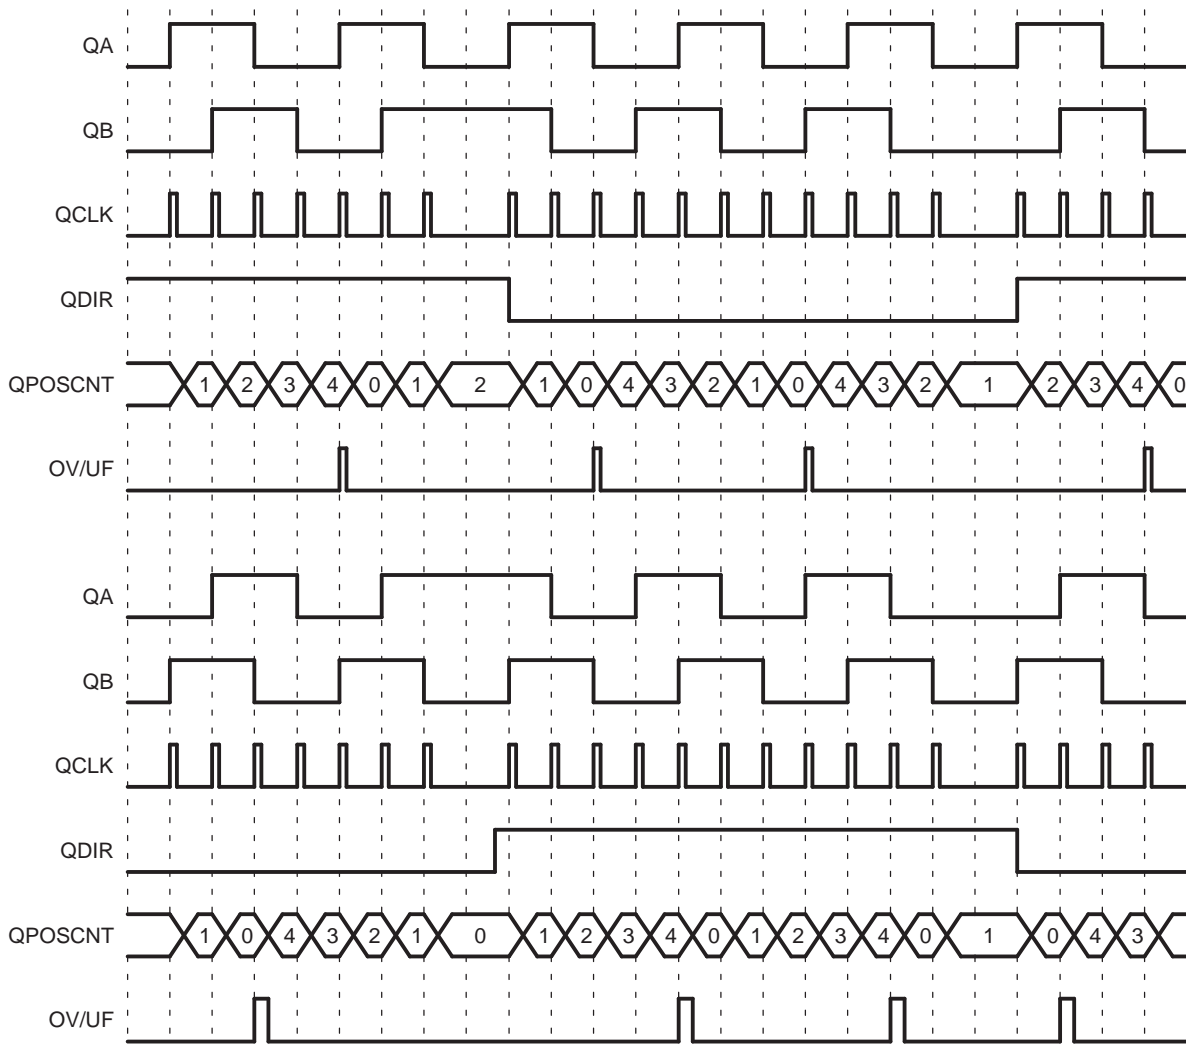 QA
QB
QCLK
QDIR
QPOSCNT 1 2 3 4 0 1 2 1 0 4 3 2 1 0 4 3 2 1 2 3 4 0
OV/UF
QA
QB
QCLK
QDIR
QPOSCNT 1 0 4 3 2 1 0 1 2 3 4 0 1 2 3 4 0 1 0 4 3
OV/UF